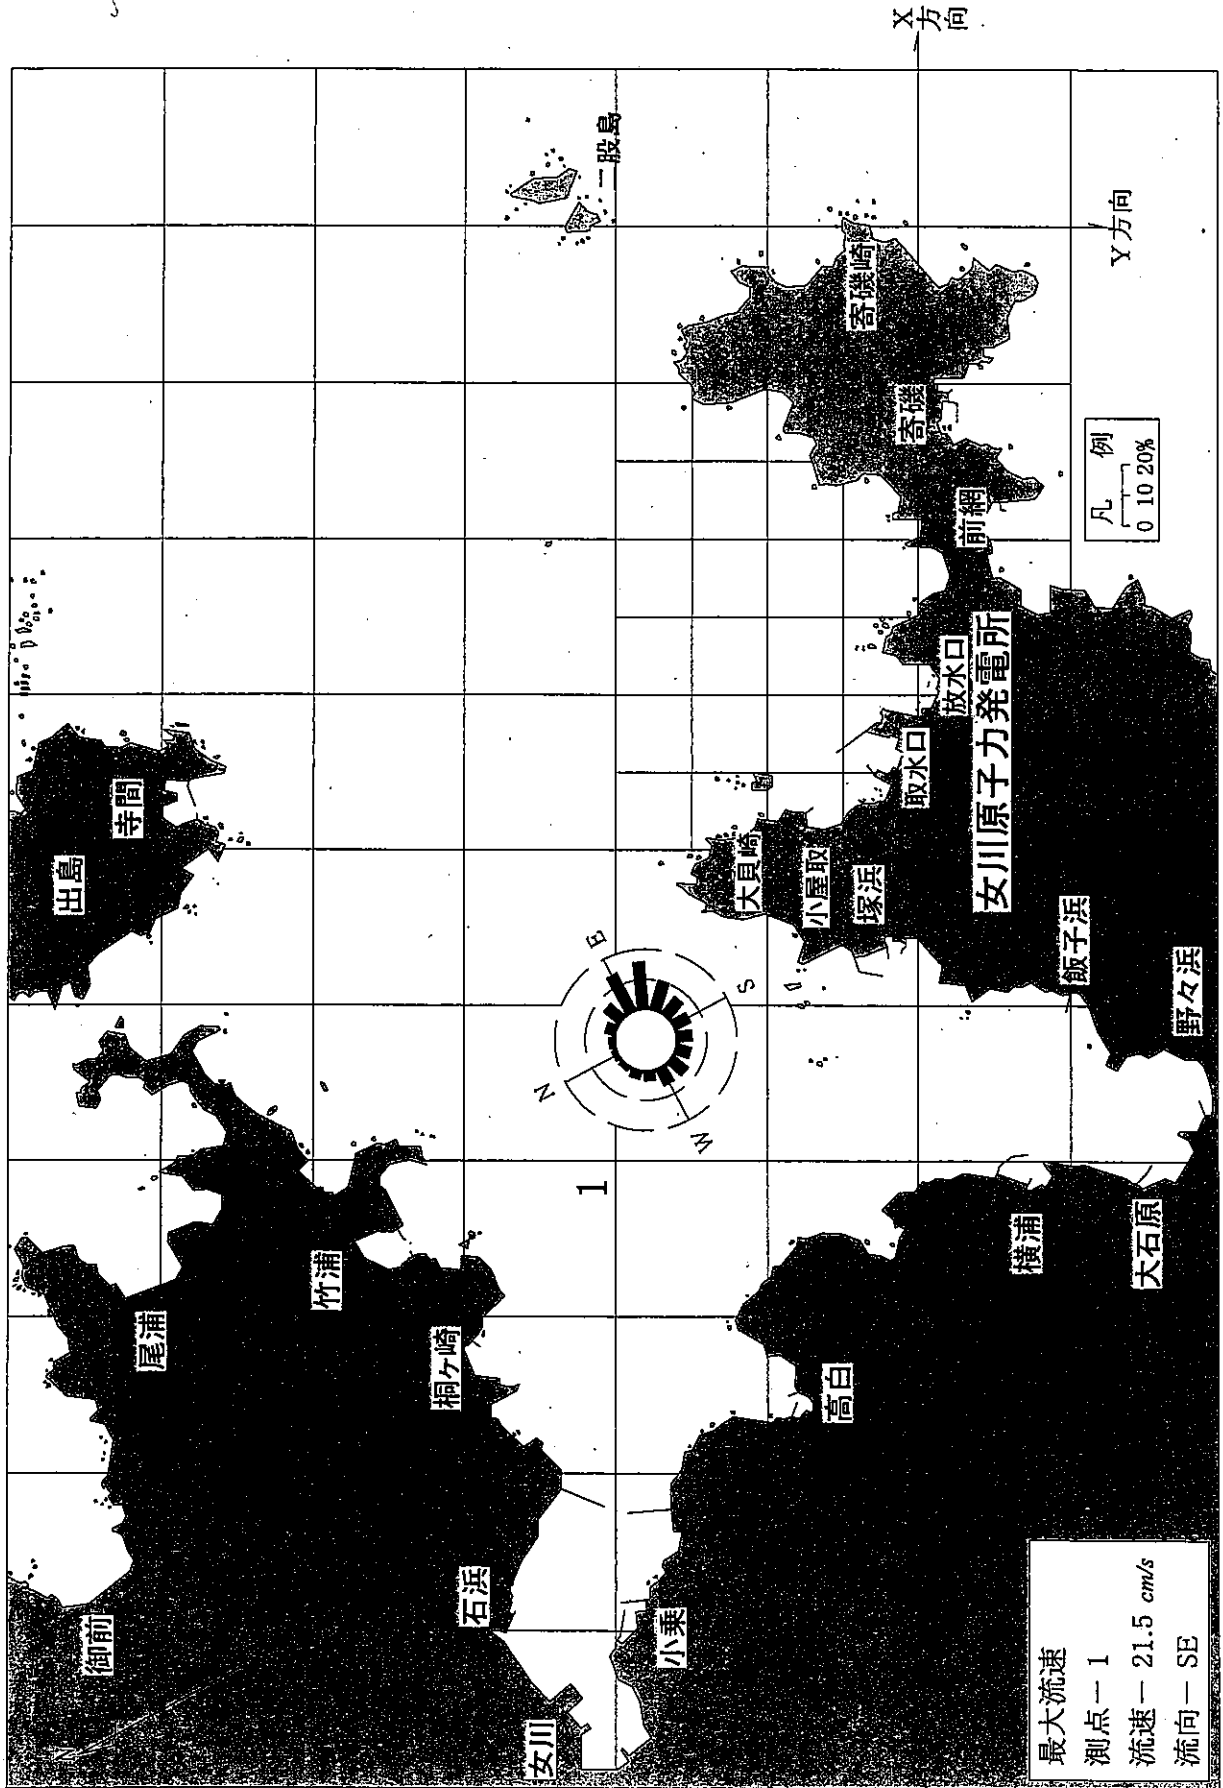 X方向
Y方向
二股島
寄磯崎
寄磯
前網
凡例
0 10 20%
出島
寺間
放水口
女川原子力発電所
取水口
大貝崎
小屋取
塚浜
飯子浜
野々浜
N
E
S
W
1
尾浦
竹浦
桐ヶ崎
高白
横浦
大石原
御前
石浜
小乗
女川
最大流速
測点－1
流速－21.5 cm/s
流向－SE